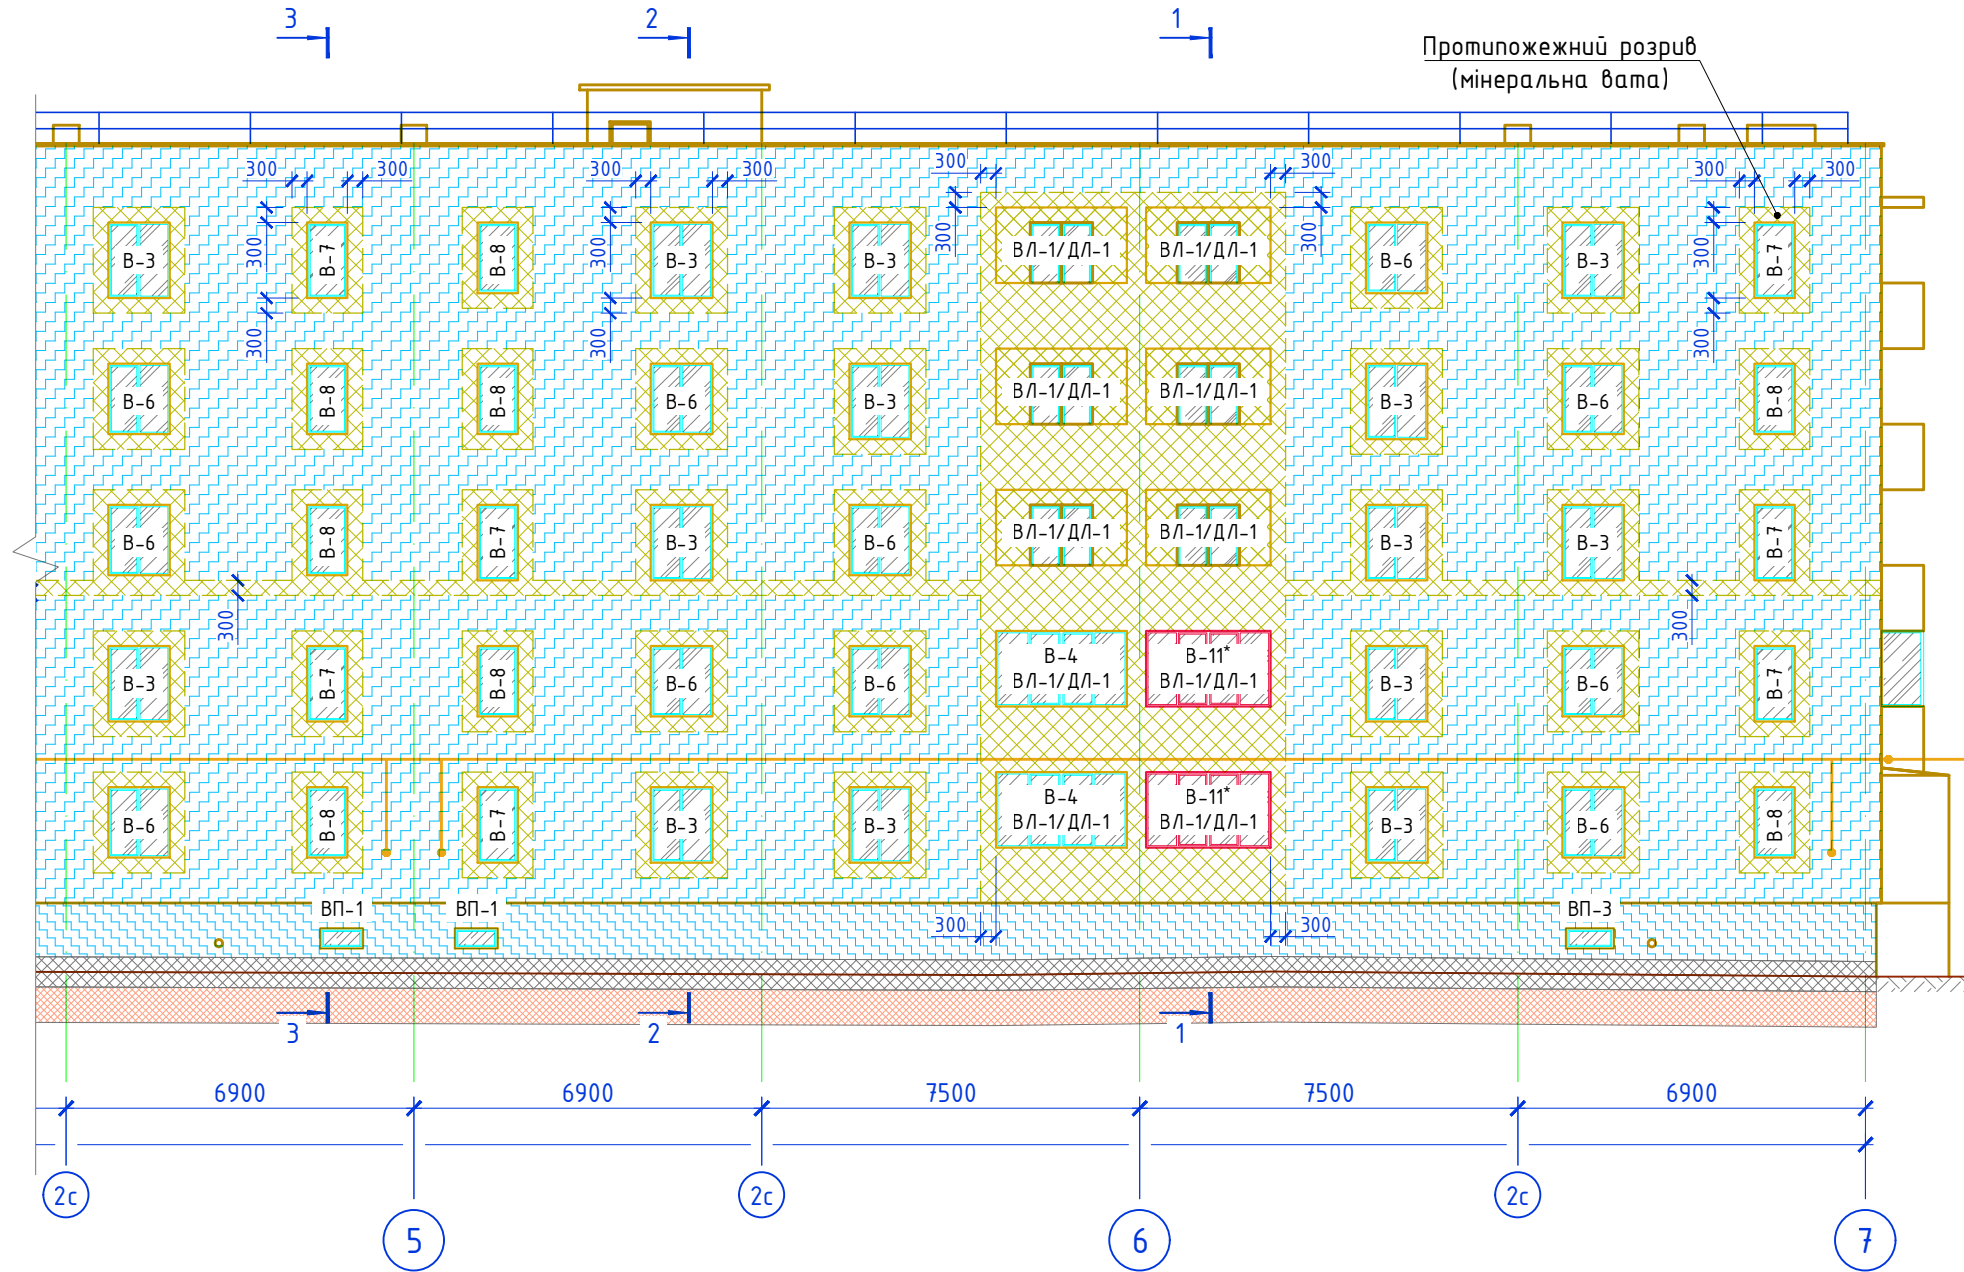 3 2 1
Протипожежний розрив
(мінеральна вата)
300 300 300 300 300 300 300 300
300 300 300 300 300
В-3 В-7 В-8 В-3 В-3 ВЛ-1/ДЛ-1 ВЛ-1/ДЛ-1 В-6 В-3 В-7
300 300 300
В-6 В-8 В-8 В-6 В-3 ВЛ-1/ДЛ-1 ВЛ-1/ДЛ-1 В-3 В-6 В-8
В-6 В-8 В-7 В-3 В-6 ВЛ-1/ДЛ-1 ВЛ-1/ДЛ-1 В-3 В-3 В-7
300 300
В-3 В-7 В-8 В-6 В-6 В-4 В-11* В-3 В-6 В-7
ВЛ-1/ДЛ-1 ВЛ-1/ДЛ-1
В-6 В-8 В-7 В-3 В-3 В-4 В-11* В-3 В-6 В-8
ВЛ-1/ДЛ-1 ВЛ-1/ДЛ-1
ВП-1 ВП-1 ВП-3
300 300
3 2 1
6900 6900 7500 7500 6900
2с 2с 2с
5 6 7